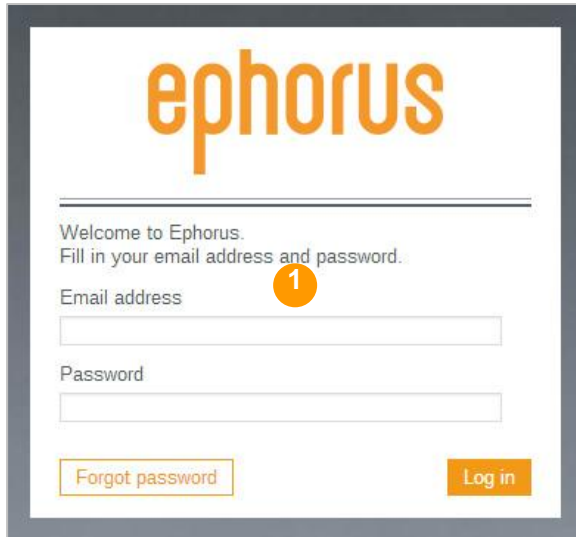 ephorus
Welcome to Ephorus.
Fill in your email address and password.
1
Email address
Password
Forgot password
Log in